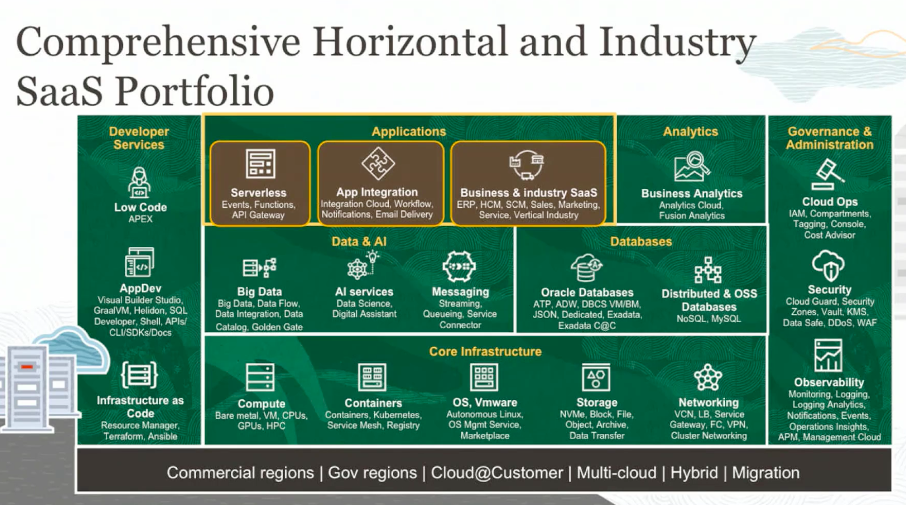 Comprehensive Horizontal and Industry
SaaS Portfolio
Developer
Services
Low Code
APEX
AppDev
Visual Builder Studio,
GraalVM, Helidon, SQL
Developer, Shell, APIs/
CLI/SDKs/Docs
Infrastructure as
Code
Resource Manager,
Terraform, Ansible
Applications
Serverless
Events, Functions,
API Gateway
App Integration
Integration Cloud, Workflow,
Notifications, Email Delivery
Business & industry SaaS
ERP, HCM, SCM, Sales, Marketing,
Service, Vertical Industry
Analytics
Business Analytics
Analytics Cloud,
Fusion Analytics
Data & AI
Big Data
Big Data, Data Flow,
Data Integration, Data
Catalog, Golden Gate
AI services
Data Science,
Digital Assistant
Messaging
Streaming,
Queueing, Service
Connector
Databases
Oracle Databases
ATP, ADW, DBCS VM/BM,
JSON, Dedicated, Exadata,
Exadata C@C
Distributed & OSS
Databases
NoSQL, MySQL
Core Infrastructure
Compute
Bare metal, VM, CPUs,
GPUs, HPC
Containers
Containers, Kubernetes,
Service Mesh, Registry
OS, Vmware
Autonomous Linux,
OS Mgmt Service,
Marketplace
Storage
NVMe, Block, File,
Object, Archive,
Data Transfer
Networking
VCN, LB, Service
Gateway, FC, VPN,
Cluster Networking
Governance &
Administration
Cloud Ops
IAM, Compartments,
Tagging, Console,
Cost Advisor
Security
Cloud Guard, Security
Zones, Vault, KMS,
Data Safe, DDoS, WAF
Observability
Monitoring, Logging,
Logging Analytics,
Notifications, Events,
Operations Insights,
APM, Management Cloud
Commercial regions | Gov regions | Cloud@Customer | Multi-cloud | Hybrid | Migration